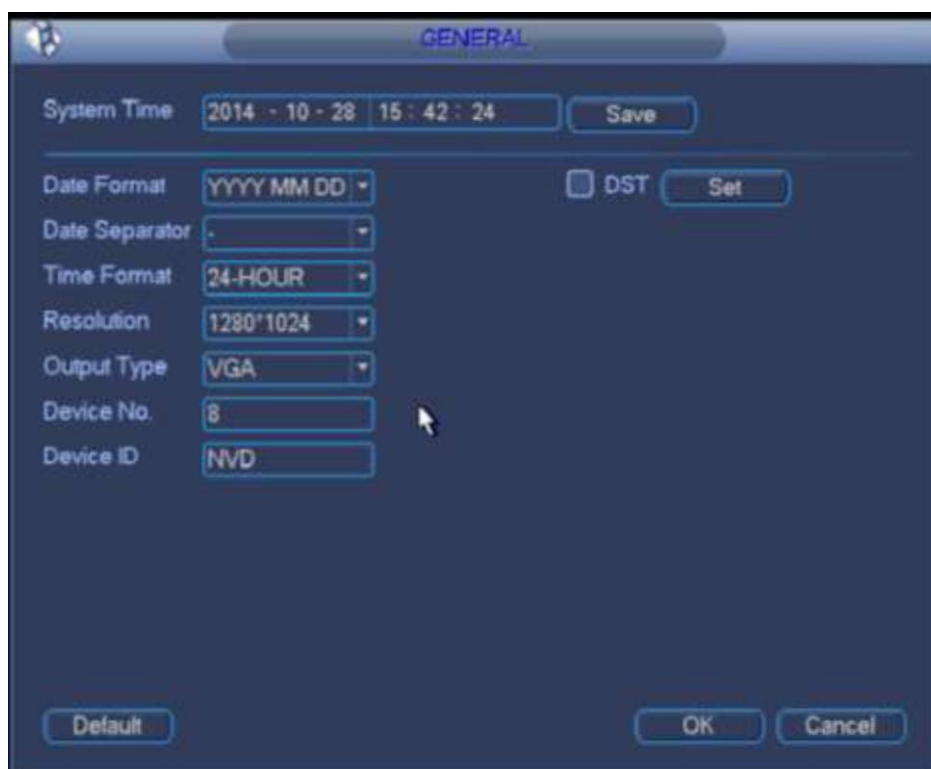 GENERAL
System Time 2014 - 10 - 28 15 : 42 : 24 Save
Date Format YYYY MM DD DST Set
Date Separator -
Time Format 24-HOUR
Resolution 1280*1024
Output Type VGA
Device No. 8
Device ID NVD
Default OK Cancel